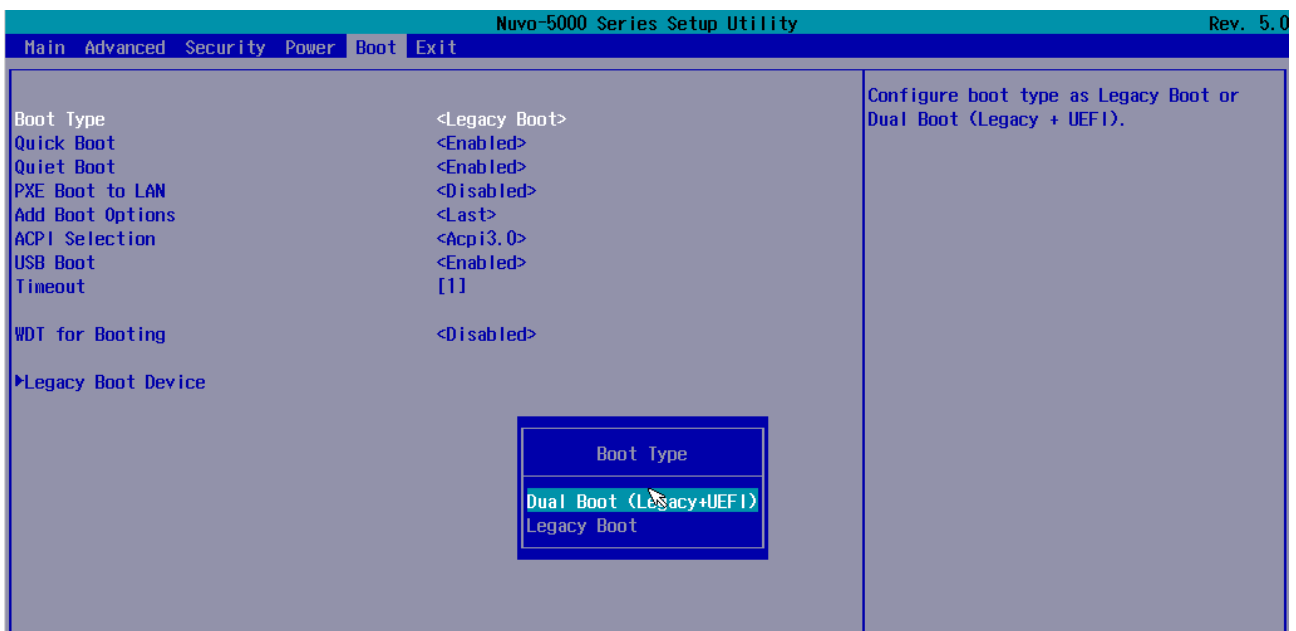 Nuvo-5000 Series Setup Utility Rev. 5.0
Main Advanced Security Power Boot Exit
Boot Type <Legacy Boot>
Quick Boot <Enabled>
Quiet Boot <Enabled>
PXE Boot to LAN <Disabled>
Add Boot Options <Last>
ACPI Selection <Acpi3.0>
USB Boot <Enabled>
Timeout [1]
WDT for Booting <Disabled>
▶Legacy Boot Device
Configure boot type as Legacy Boot or
Dual Boot (Legacy + UEFI).
Boot Type
Dual Boot (Legacy+UEFI)
Legacy Boot